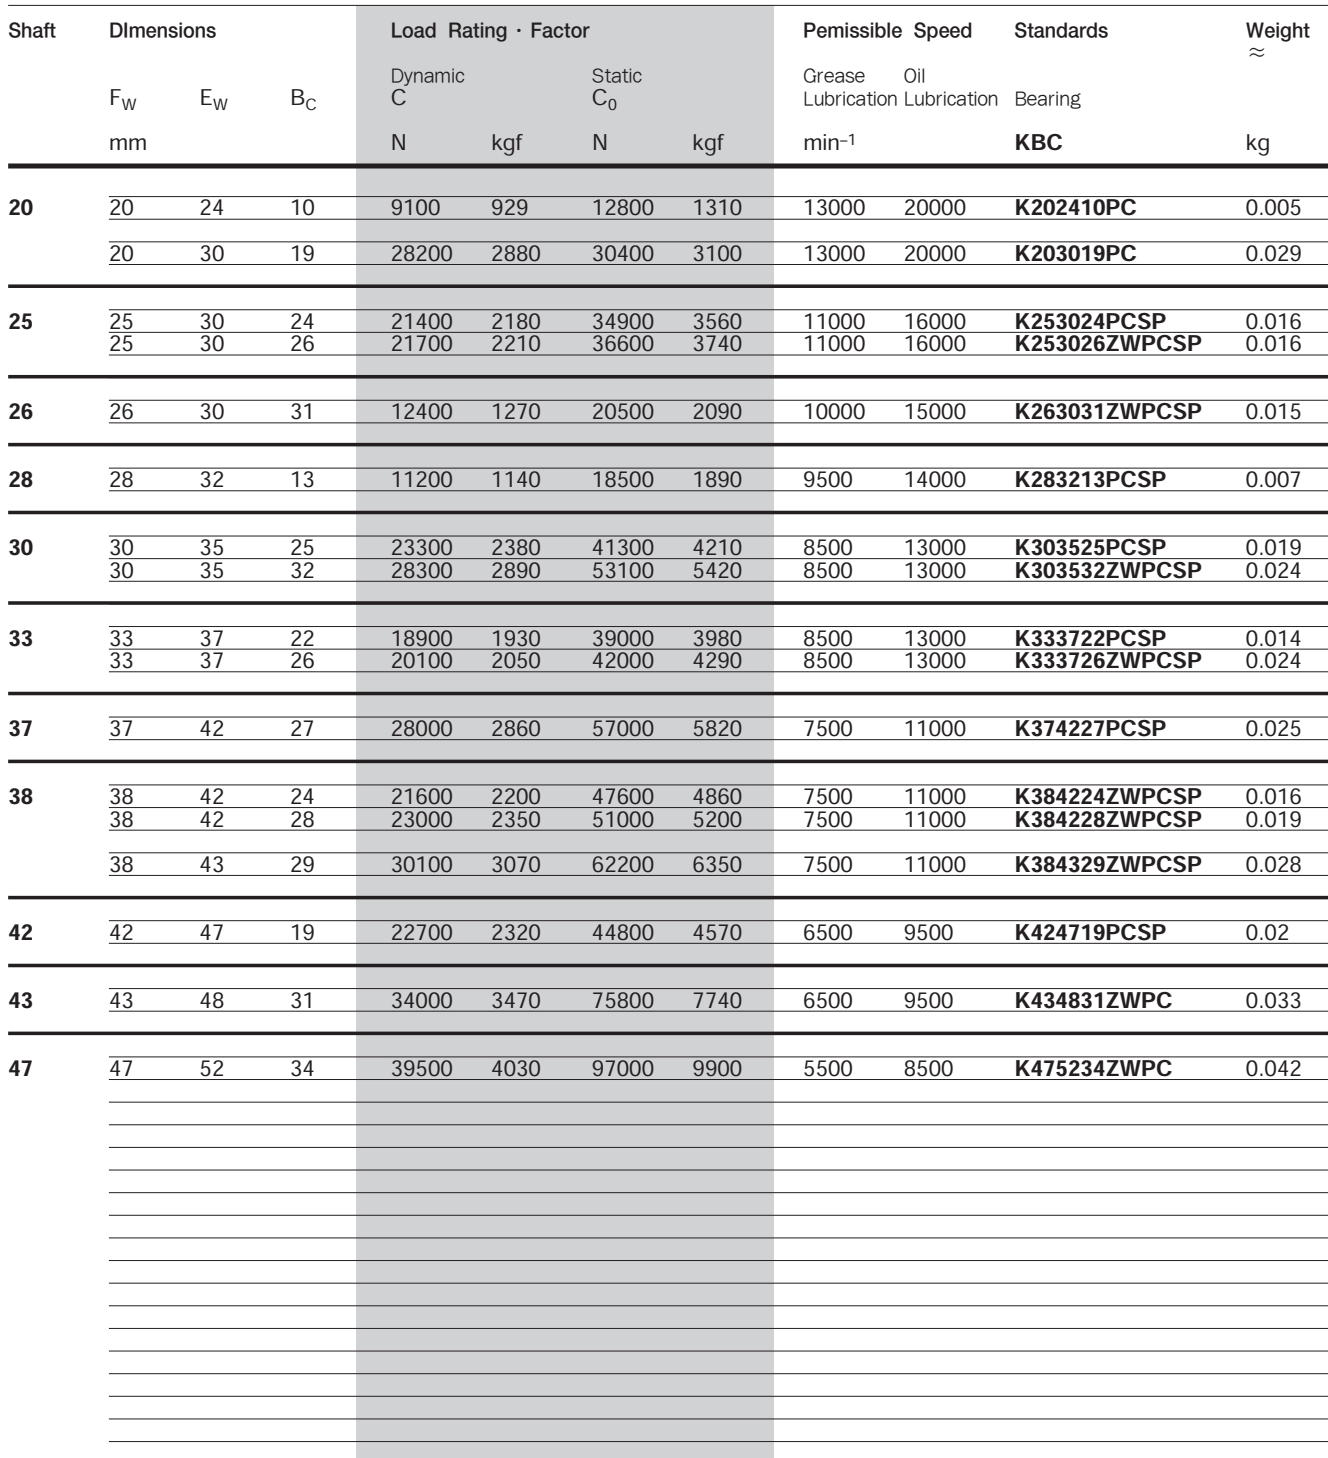 Shaft DImensions Load Rating · Factor Pemissible Speed Standards Weight
≈
Dynamic Static Grease Oil
F_W E_W B_C C C_0 Lubrication Lubrication Bearing
mm N kgf N kgf min⁻¹ KBC kg
20 20 24 10 9100 929 12800 1310 13000 20000 K202410PC 0.005
20 30 19 28200 2880 30400 3100 13000 20000 K203019PC 0.029
25 25 30 24 21400 2180 34900 3560 11000 16000 K253024PCSP 0.016
25 30 26 21700 2210 36600 3740 11000 16000 K253026ZWPCSP 0.016
26 26 30 31 12400 1270 20500 2090 10000 15000 K263031ZWPCSP 0.015
28 28 32 13 11200 1140 18500 1890 9500 14000 K283213PCSP 0.007
30 30 35 25 23300 2380 41300 4210 8500 13000 K303525PCSP 0.019
30 35 32 28300 2890 53100 5420 8500 13000 K303532ZWPCSP 0.024
33 33 37 22 18900 1930 39000 3980 8500 13000 K333722PCSP 0.014
33 37 26 20100 2050 42000 4290 8500 13000 K333726ZWPCSP 0.024
37 37 42 27 28000 2860 57000 5820 7500 11000 K374227PCSP 0.025
38 38 42 24 21600 2200 47600 4860 7500 11000 K384224ZWPCSP 0.016
38 42 28 23000 2350 51000 5200 7500 11000 K384228ZWPCSP 0.019
38 43 29 30100 3070 62200 6350 7500 11000 K384329ZWPCSP 0.028
42 42 47 19 22700 2320 44800 4570 6500 9500 K424719PCSP 0.02
43 43 48 31 34000 3470 75800 7740 6500 9500 K434831ZWPC 0.033
47 47 52 34 39500 4030 97000 9900 5500 8500 K475234ZWPC 0.042